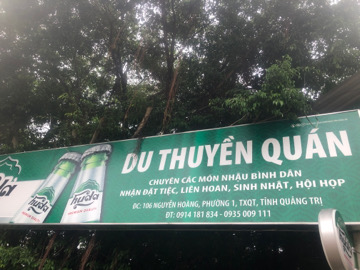 DU THUYỀN QUÁN
CHUYÊN CÁC MÓN NHẬU BÌNH DÂN
NHẬN ĐẶT TIỆC, LIÊN HOAN, SINH NHẬT, HỘI HỌP
ĐC: 106 NGUYỄN HOÀNG, PHƯỜNG 1, TXQT, TỈNH QUẢNG TRỊ
ĐT: 0914 181 834 - 0935 009 111
Huda
Huda